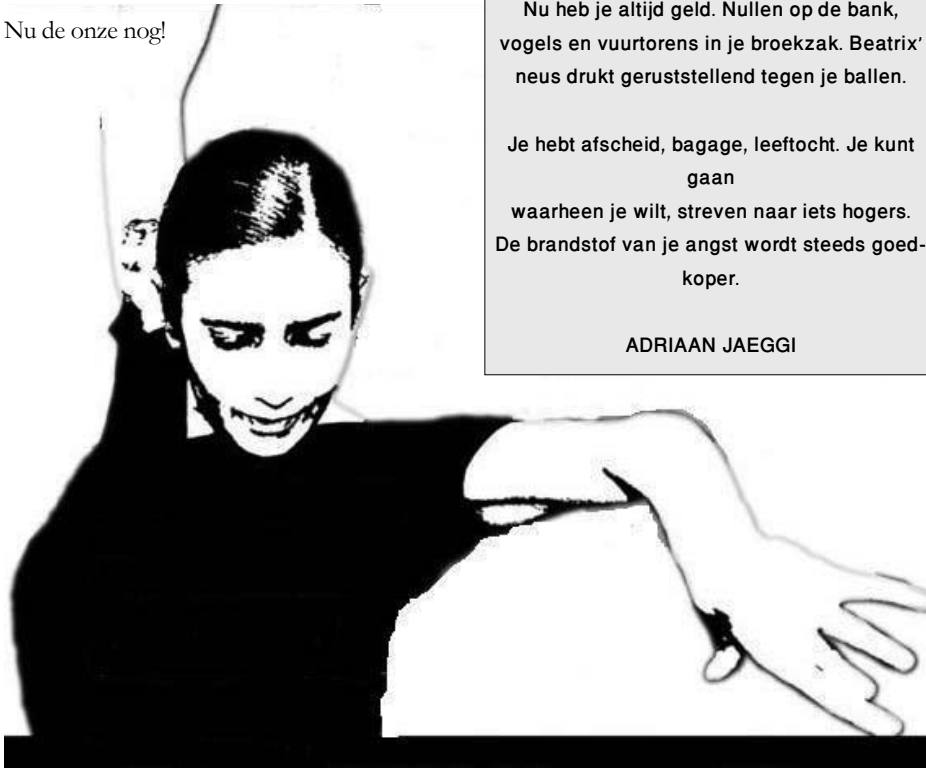 Nu de onze nog!
Nu heb je altijd geld. Nullen op de bank,
vogels en vuurtorens in je broekzak. Beatrix’
neus drukt geruststellend tegen je ballen.
Je hebt afscheid, bagage, leeftocht. Je kunt
gaan
waarheen je wilt, streven naar iets hogers.
De brandstof van je angst wordt steeds goed-
koper.
ADRIAAN JAEGGI